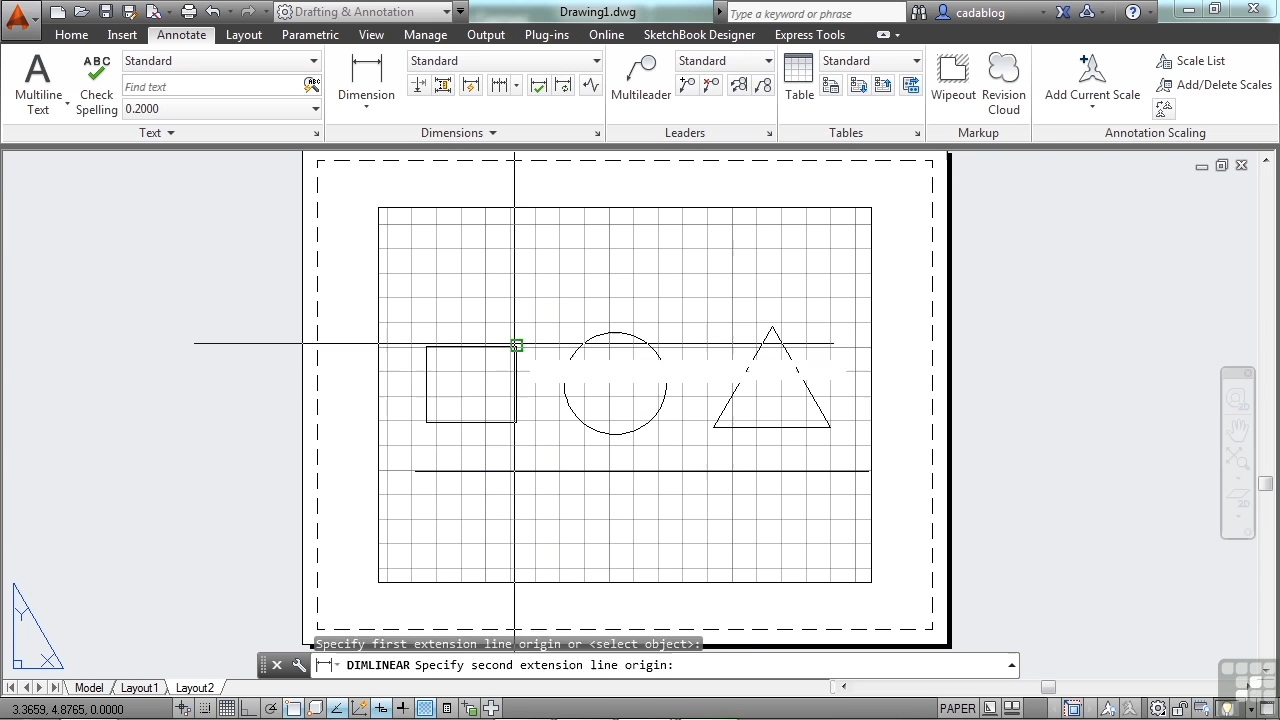 Drafting & Annotation
Drawing1.dwg
Type a keyword or phrase
cadablog
Home Insert Annotate Layout Parametric View Manage Output Plug-ins Online SketchBook Designer Express Tools
Multiline Text
ABC
Check Spelling
Standard
Find text
0.2000
Dimension
Standard
Multileader
Standard
Table
Standard
Wipeout
Revision Cloud
Add Current Scale
Scale List
Add/Delete Scales
Text
Dimensions
Leaders
Tables
Markup
Annotation Scaling
Y
X
Specify first extension line origin or <select object>:
DIMLINEAR Specify second extension line origin:
Model Layout1 Layout2
3.3659, 4.8765, 0.0000
PAPER